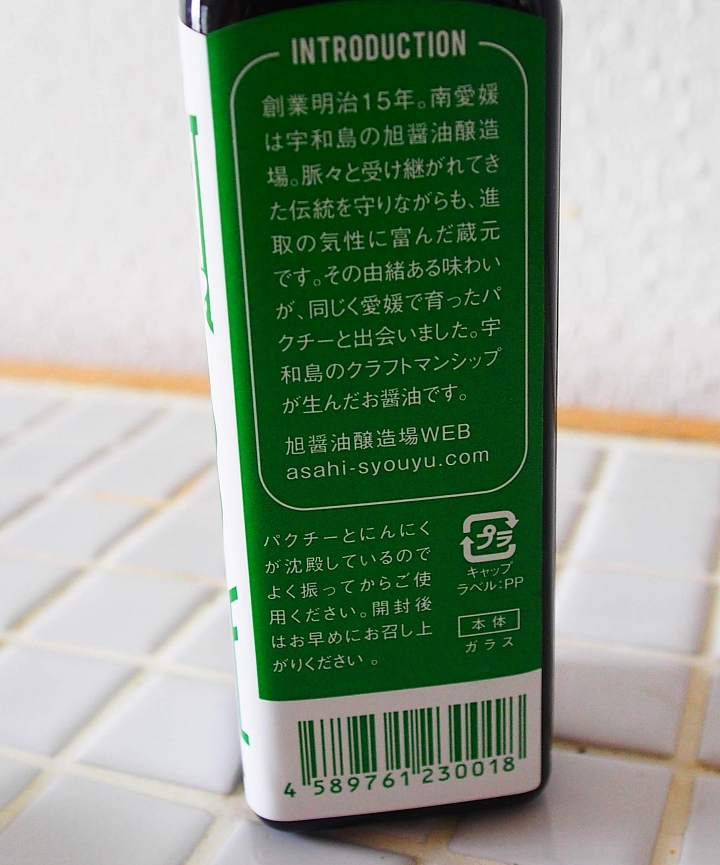 INTRODUCTION
創業明治15年。南愛媛
は宇和島の旭醤油醸造
場。脈々と受け継がれてき
た伝統を守りながらも、進
取の気性に富んだ蔵元
です。その由緒ある味わい
が、同じく愛媛で育ったパ
クチーと出会いました。宇
和島のクラフトマンシップ
が生んだお醤油です。
旭醤油醸造場WEB
asahi-syouyu.com
パクチーとにんにく
が沈殿しているので
よく振ってからご使
用ください。開封後
はお早めにお召し上
がりください。
プラ
キャップ
ラベル:PP
本体
ガラス
4 589761 230018